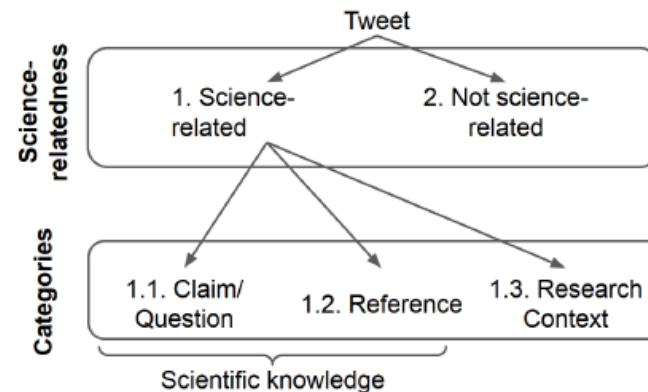 Tweet
Science-
relatedness
1. Science-
related
2. Not science-
related
Categories
1.1. Claim/
Question
1.2. Reference
1.3. Research
Context
Scientific knowledge